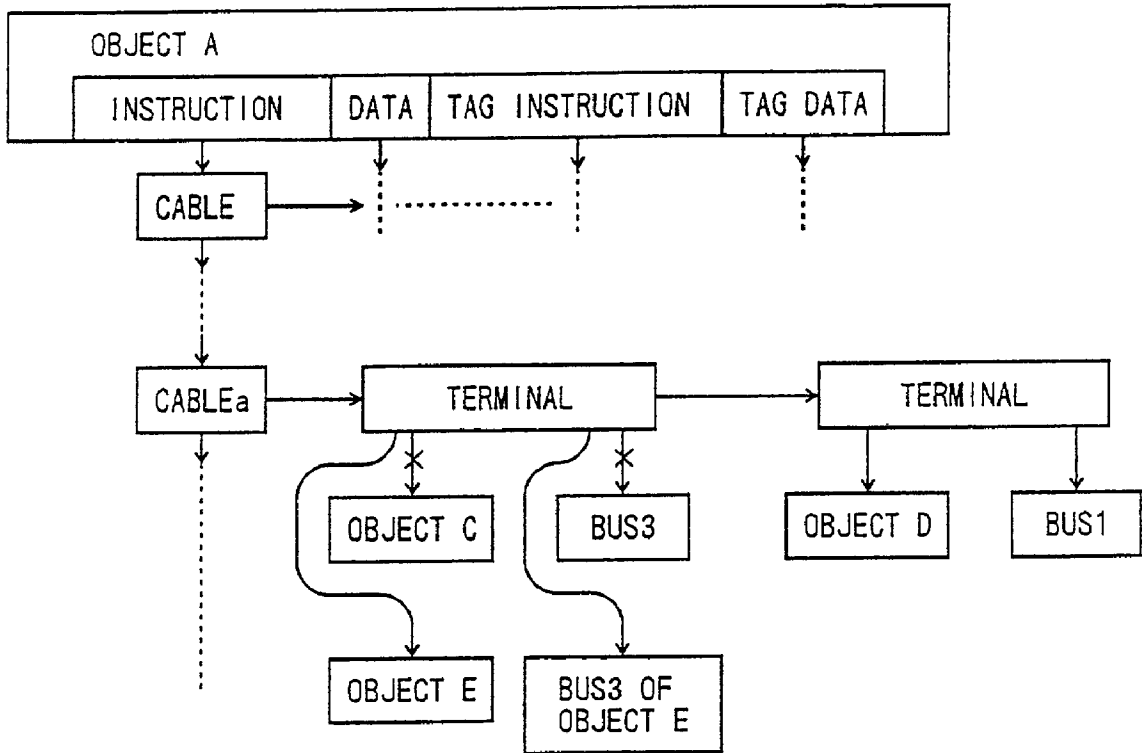 OBJECT A
INSTRUCTION
DATA
TAG INSTRUCTION
TAG DATA
CABLE
CABLEa
TERMINAL
TERMINAL
OBJECT C
BUS3
OBJECT D
BUS1
OBJECT E
BUS3 OF
OBJECT E